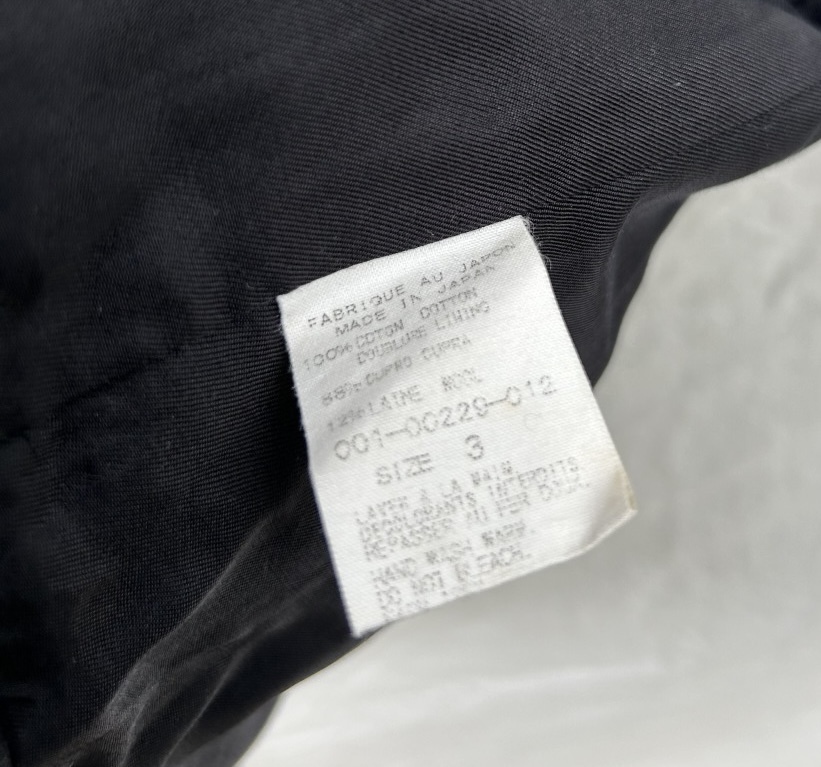 FABRIQUE AU JAPON
MADE IN JAPAN
100% COTON COTTON
DOUBLURE LINING
88% CUPRO CUPRA
12% LAINE WOOL
001-00229-012
SIZE 3
LAVER A LA MAIN
INTERDITS
REPASSER AU FER DOUX.
HAND WASH WARM.
DO NOT BLEACH.